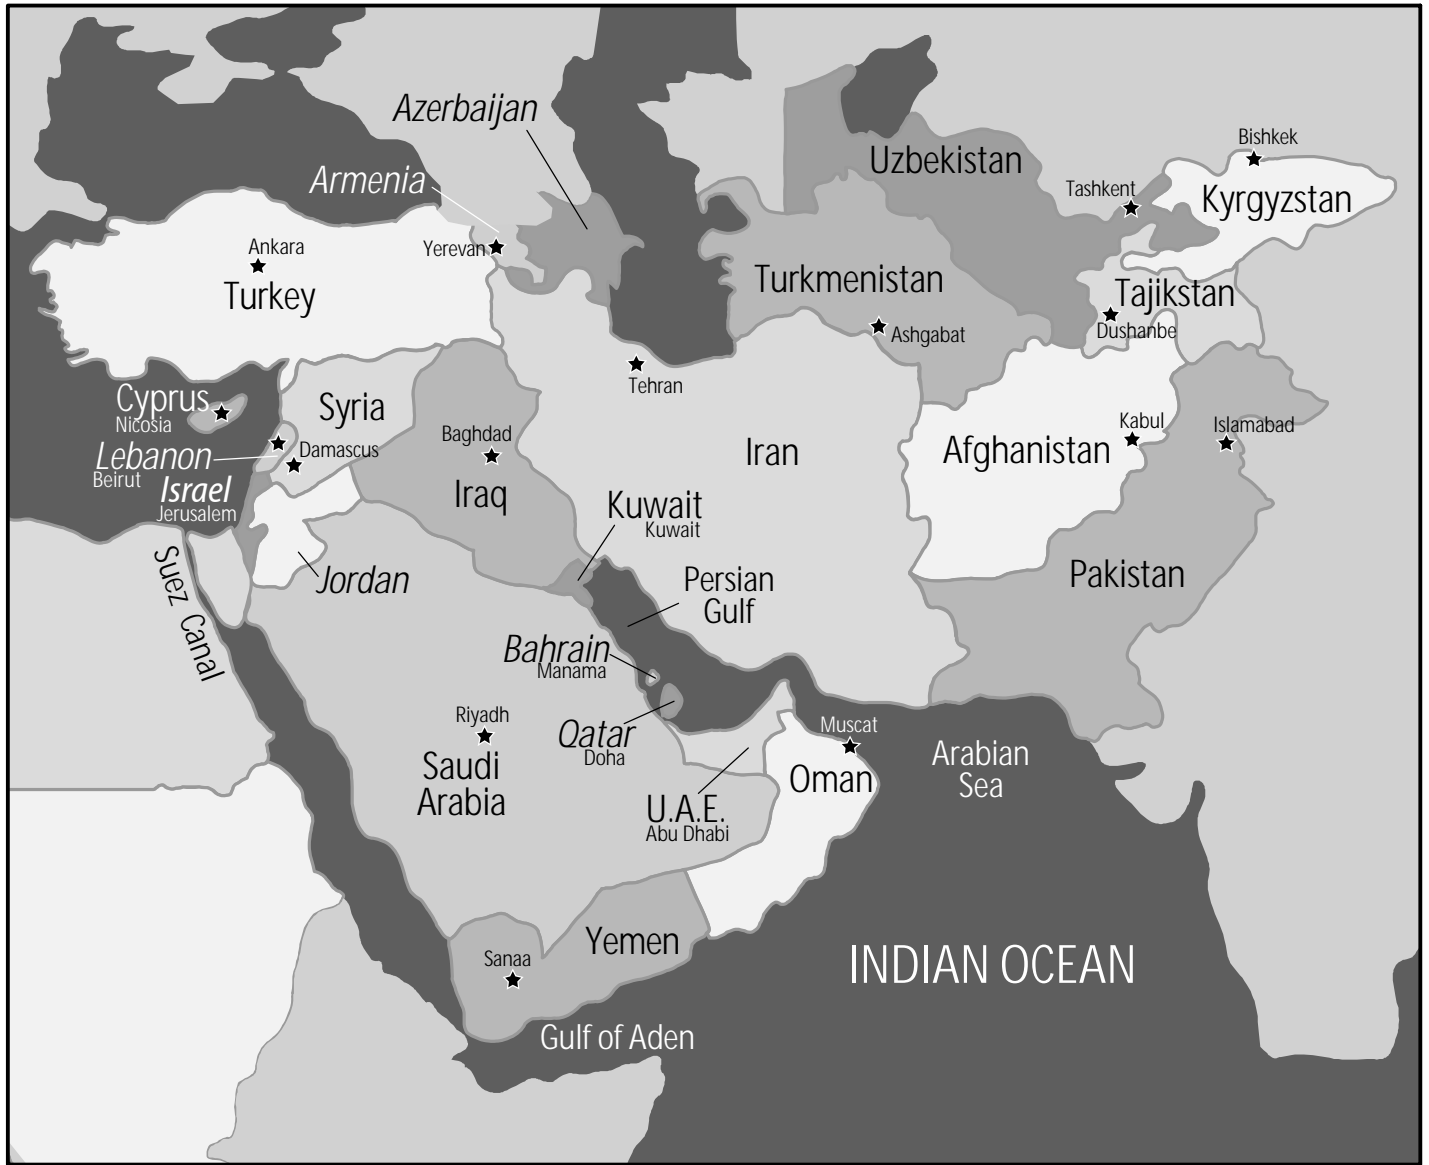 Azerbaijan
Armenia
Uzbekistan
Bishkek
Kyrgyzstan
Tashkent
Ankara
Turkey
Yerevan
Turkmenistan
Ashgabat
Tajikstan
Dushanbe
Tehran
Cyprus
Nicosia
Syria
Lebanon
Beirut
Damascus
Israel
Jerusalem
Baghdad
Iraq
Iran
Afghanistan
Kabul
Islamabad
Kuwait
Kuwait
Suez Canal
Jordan
Persian
Gulf
Pakistan
Bahrain
Manama
Riyadh
Saudi
Arabia
Qatar
Doha
U.A.E.
Abu Dhabi
Muscat
Oman
Arabian
Sea
Yemen
Sanaa
INDIAN OCEAN
Gulf of Aden